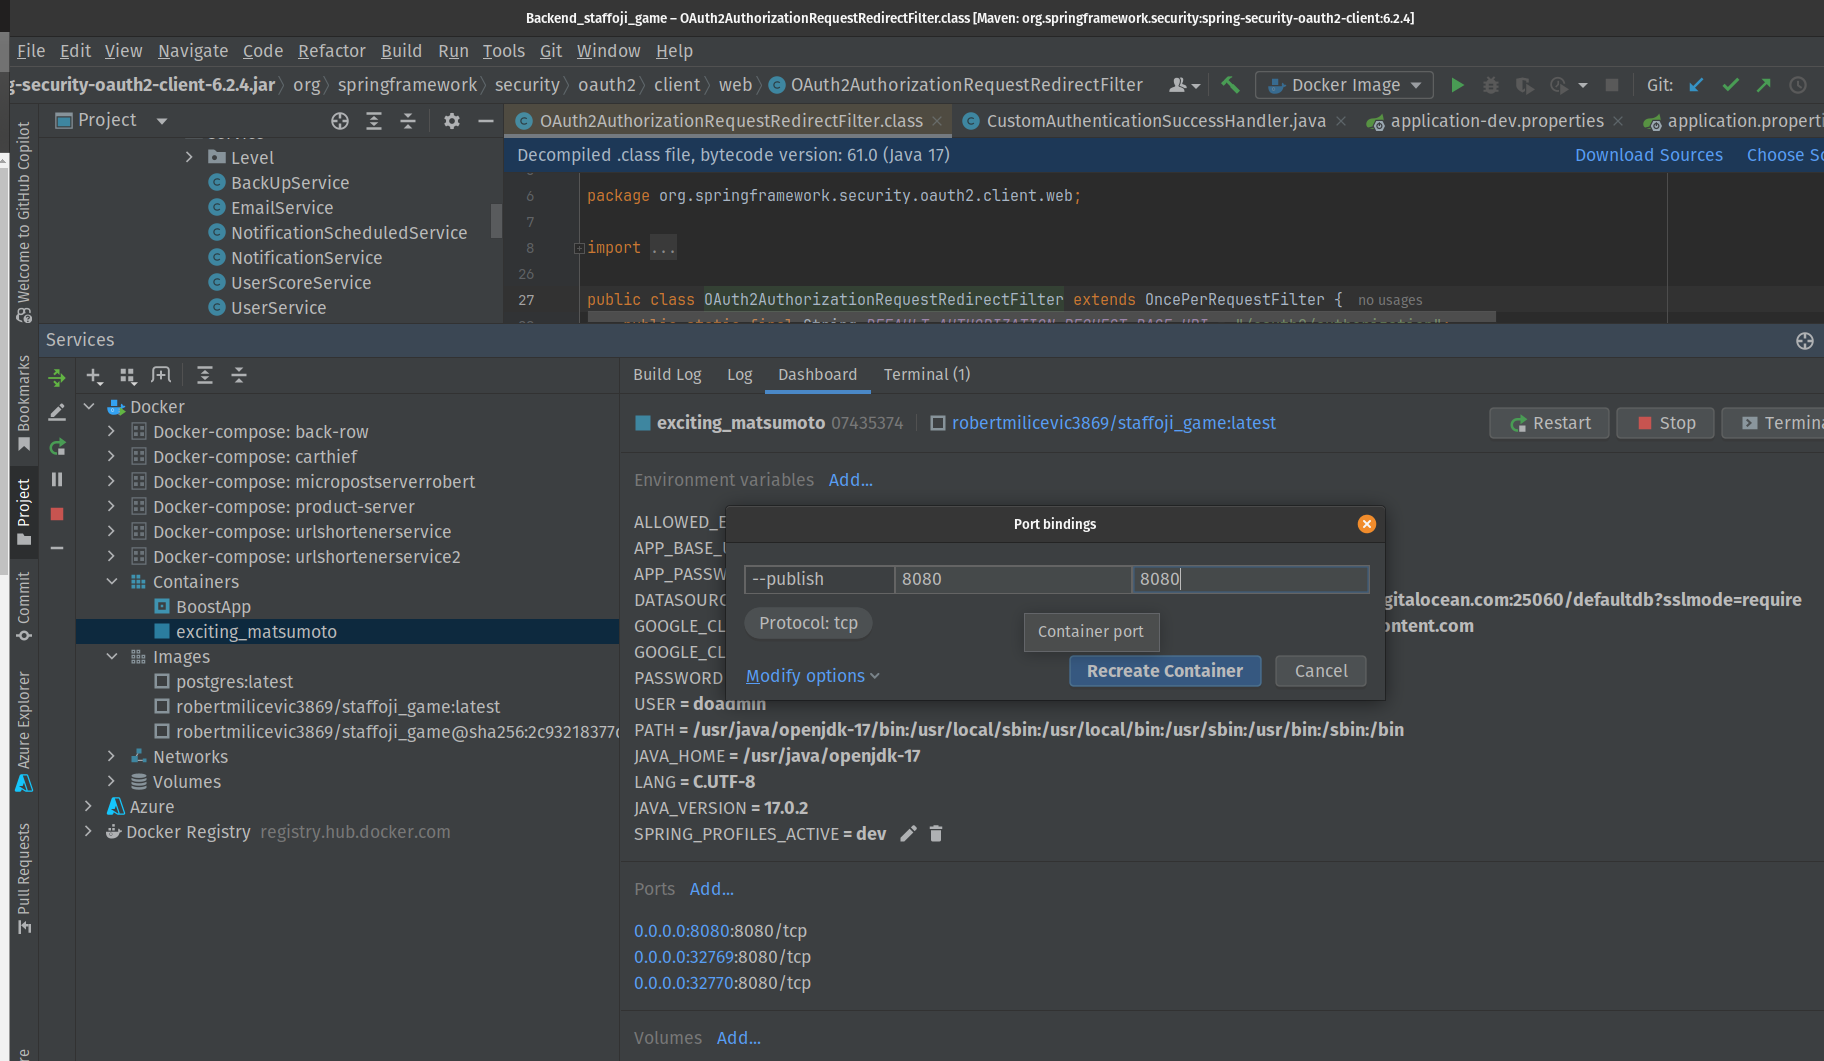 Backend_staffoji_game – OAuth2AuthorizationRequestRedirectFilter.class [Maven: org.springframework.security:spring-security-oauth2-client:6.2.4]
File Edit View Navigate Code Refactor Build Run Tools Git Window Help
g-security-oauth2-client-6.2.4.jar org springframework security oauth2 client web OAuth2AuthorizationRequestRedirectFilter Docker Image Git:
Project
OAuth2AuthorizationRequestRedirectFilter.class CustomAuthenticationSuccessHandler.java application-dev.properties application.properti
Decompiled .class file, bytecode version: 61.0 (Java 17) Download Sources Choose So
Level
BackUpService
EmailService
NotificationScheduledService
NotificationService
UserScoreService
UserService
6 package org.springframework.security.oauth2.client.web;
7
8 import ...
26
27 public class OAuth2AuthorizationRequestRedirectFilter extends OncePerRequestFilter { no usages
Welcome to GitHub Copilot
Bookmarks
Project
Commit
Azure Explorer
Pull Requests
Services
Docker
Docker-compose: back-row
Docker-compose: carthief
Docker-compose: micropostserverrobert
Docker-compose: product-server
Docker-compose: urlshortenerservice
Docker-compose: urlshortenerservice2
Containers
BoostApp
exciting_matsumoto
Images
postgres:latest
robertmilicevic3869/staffoji_game:latest
robertmilicevic3869/staffoji_game@sha256:2c93218377
Networks
Volumes
Azure
Docker Registry registry.hub.docker.com
Build Log Log Dashboard Terminal (1)
exciting_matsumoto 07435374 robertmilicevic3869/staffoji_game:latest Restart Stop Termina
Environment variables Add...
ALLOWED_E
APP_BASE_U
APP_PASSW
DATASOURC gitalocean.com:25060/defaultdb?sslmode=require
GOOGLE_CL ontent.com
GOOGLE_CL
PASSWORD
USER = doadmin
PATH = /usr/java/openjdk-17/bin:/usr/local/sbin:/usr/local/bin:/usr/sbin:/usr/bin:/sbin:/bin
JAVA_HOME = /usr/java/openjdk-17
LANG = C.UTF-8
JAVA_VERSION = 17.0.2
SPRING_PROFILES_ACTIVE = dev
Port bindings
--publish 8080 8080
Protocol: tcp
Container port
Modify options Recreate Container Cancel
Ports Add...
0.0.0.0:8080:8080/tcp
0.0.0.0:32769:8080/tcp
0.0.0.0:32770:8080/tcp
Volumes Add...